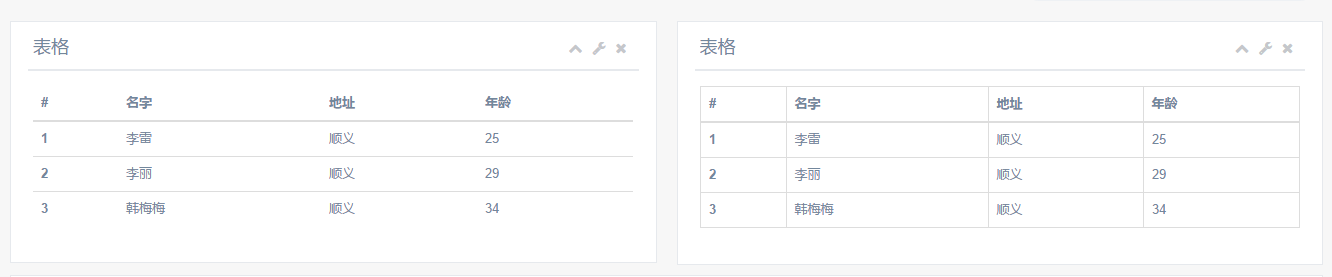 表格
# 名字 地址 年龄
1 李雷 顺义 25
2 李丽 顺义 29
3 韩梅梅 顺义 34
表格
# 名字 地址 年龄
1 李雷 顺义 25
2 李丽 顺义 29
3 韩梅梅 顺义 34